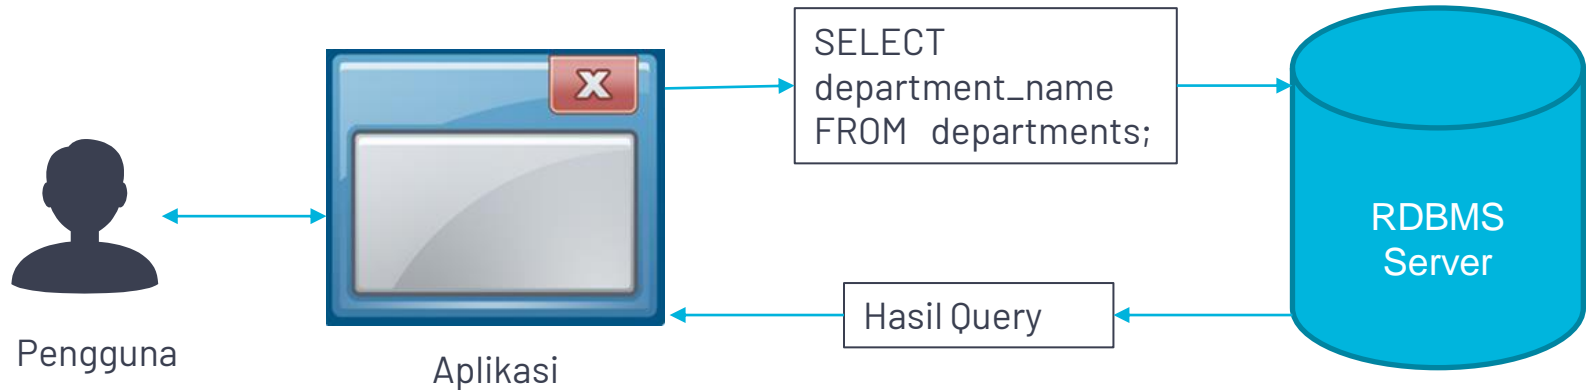 SELECT
department_name
FROM departments;
RDBMS
Server
Hasil Query
Pengguna
Aplikasi